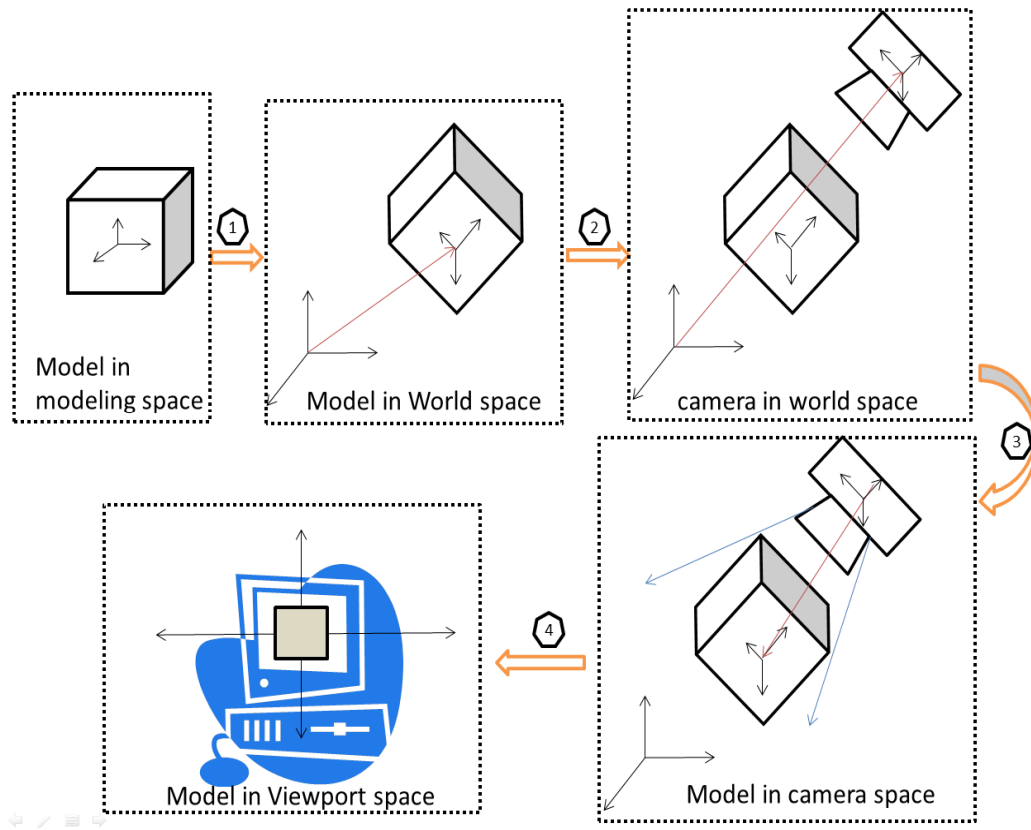 Model in
modeling space
1
Model in World space
2
camera in world space
3
Model in camera space
4
Model in Viewport space